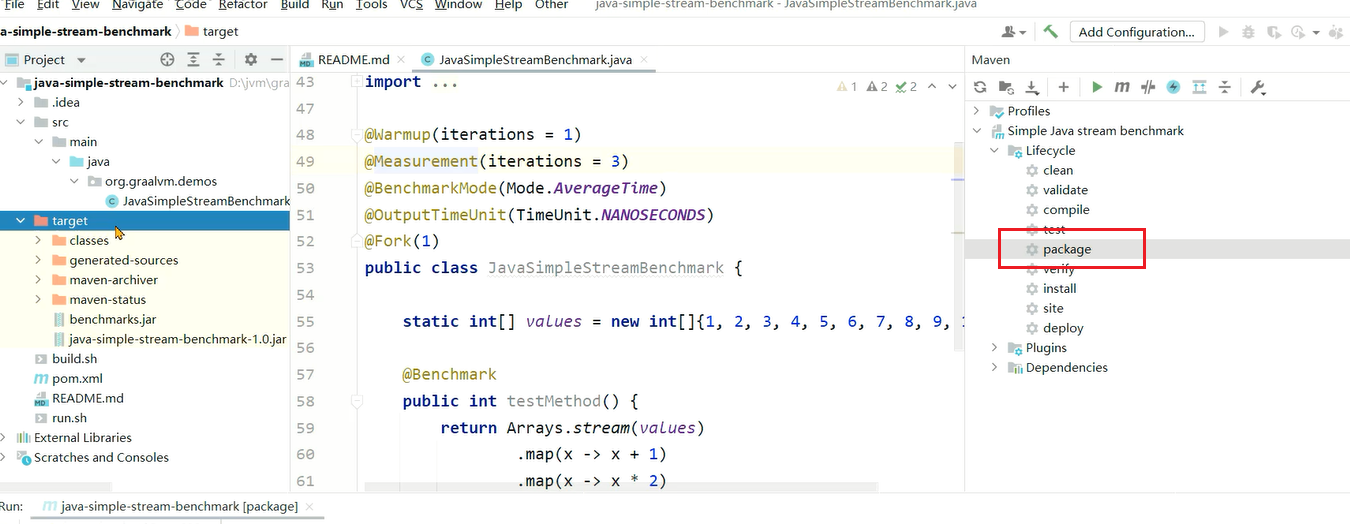 File Edit View Navigate Code Refactor Build Run Tools VCS Window Help Other java-simple-stream-benchmark - JavaSimpleStreamBenchmark.java
a-simple-stream-benchmark target
Add Configuration...
Project
java-simple-stream-benchmark D:\jvm\gra
.idea
src
main
java
org.graalvm.demos
JavaSimpleStreamBenchmark
target
classes
generated-sources
maven-archiver
maven-status
benchmarks.jar
java-simple-stream-benchmark-1.0.jar
build.sh
pom.xml
README.md
run.sh
External Libraries
Scratches and Consoles
README.md
JavaSimpleStreamBenchmark.java
1 2 2
43 import ...
47
48 @Warmup(iterations = 1)
49 @Measurement(iterations = 3)
50 @BenchmarkMode(Mode.AverageTime)
51 @OutputTimeUnit(TimeUnit.NANOSECONDS)
52 @Fork(1)
53 public class JavaSimpleStreamBenchmark {
54
55 static int[] values = new int[]{1, 2, 3, 4, 5, 6, 7, 8, 9,
56
57 @Benchmark
58 public int testMethod() {
59 return Arrays.stream(values)
60 .map(x -> x + 1)
61 .map(x -> x * 2)
Maven
Profiles
Simple Java stream benchmark
Lifecycle
clean
validate
compile
test
package
verify
install
site
deploy
Plugins
Dependencies
Run: java-simple-stream-benchmark [package]